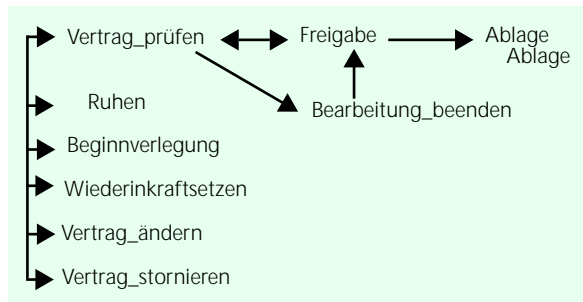 Vertrag_prüfen Freigabe Ablage
Ablage
Ruhen Bearbeitung_beenden
Beginnverlegung
Wiederinkraftsetzen
Vertrag_ändern
Vertrag_stornieren